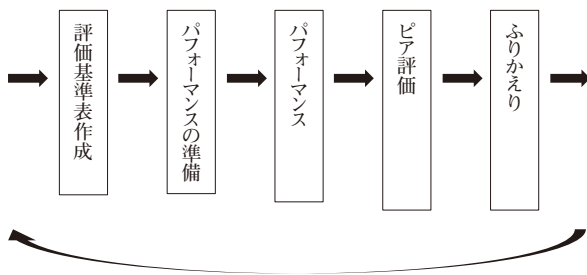 評価基準表作成
パフォーマンスの準備
パフォーマンス
ピア評価
ふりかえり